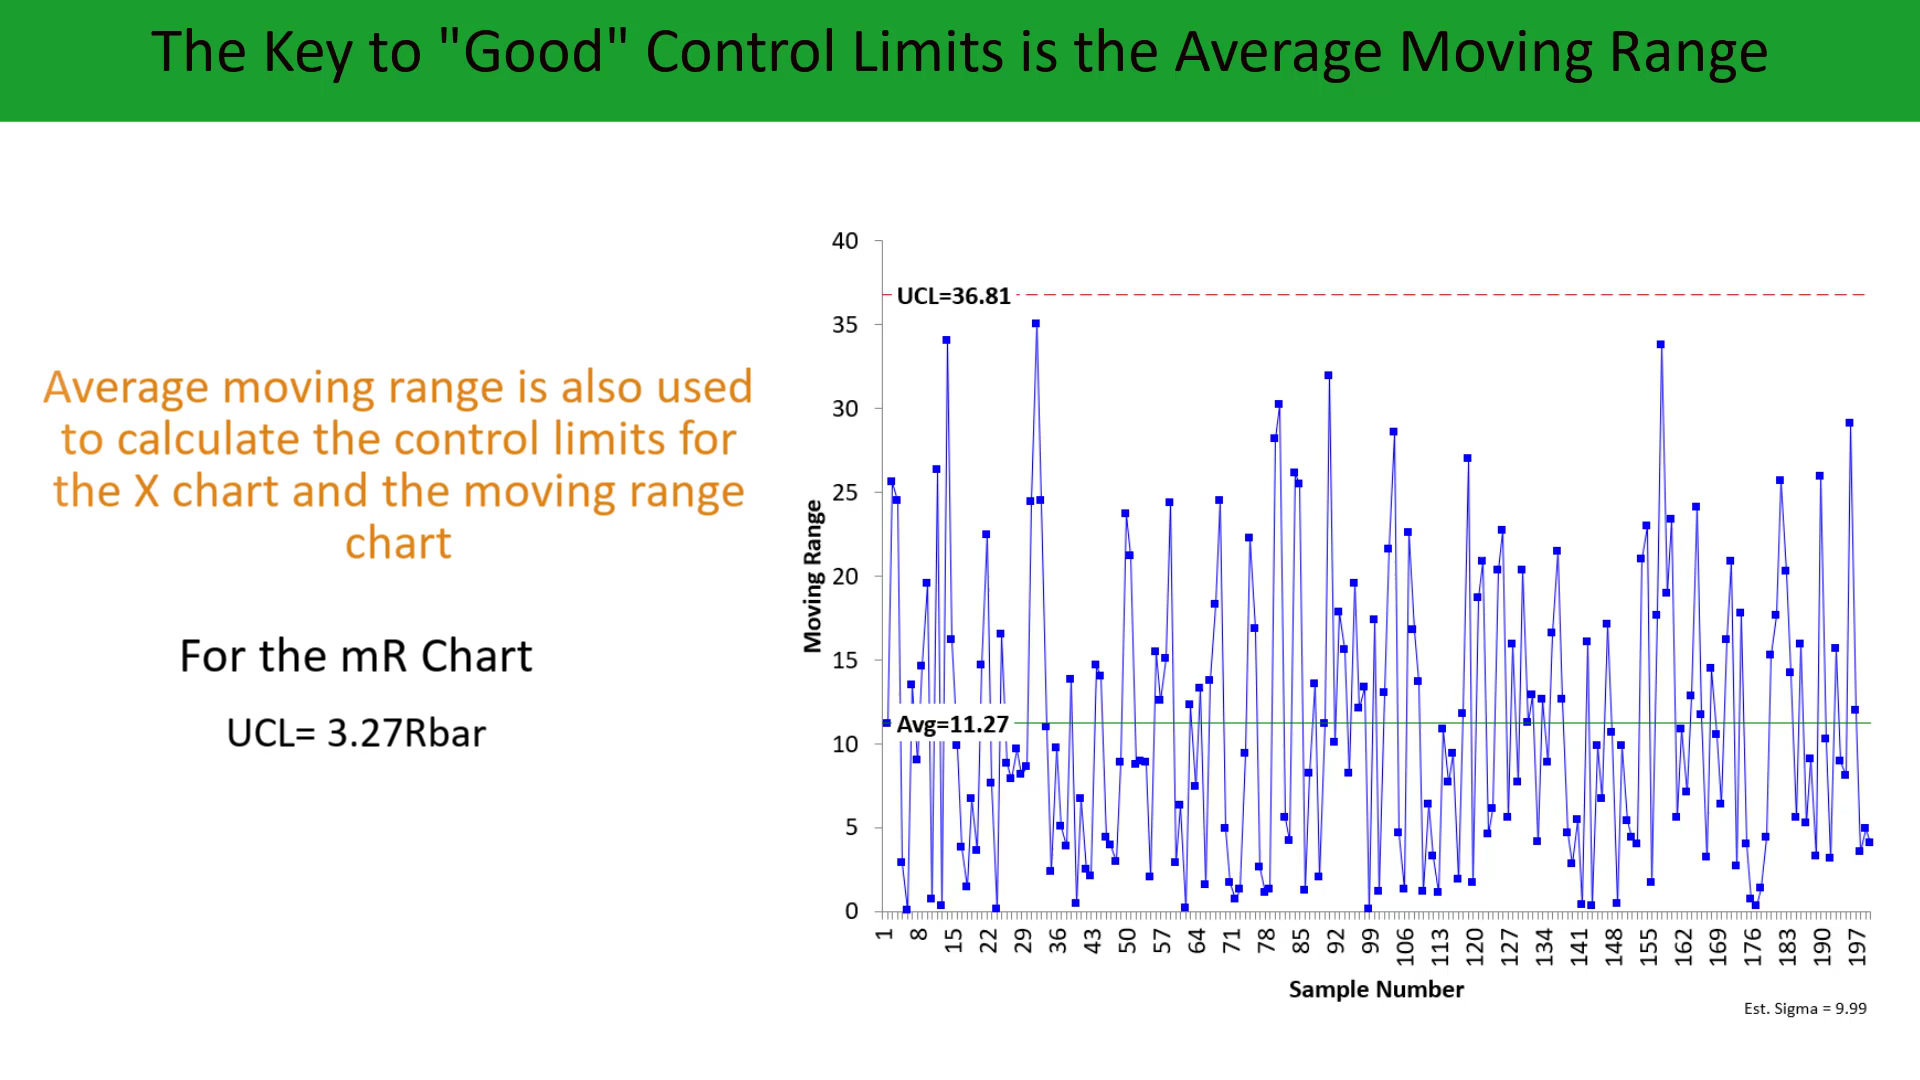 The Key to "Good" Control Limits is the Average Moving Range
Average moving range is also used
to calculate the control limits for
the X chart and the moving range
chart
For the mR Chart
UCL= 3.27Rbar
40
UCL=36.81
35
30
25
20
15
Avg=11.27
10
5
0
Moving Range
1 8 15 22 29 36 43 50 57 64 71 78 85 92 99 106 113 120 127 134 141 148 155 162 169 176 183 190 197
Sample Number
Est. Sigma = 9.99